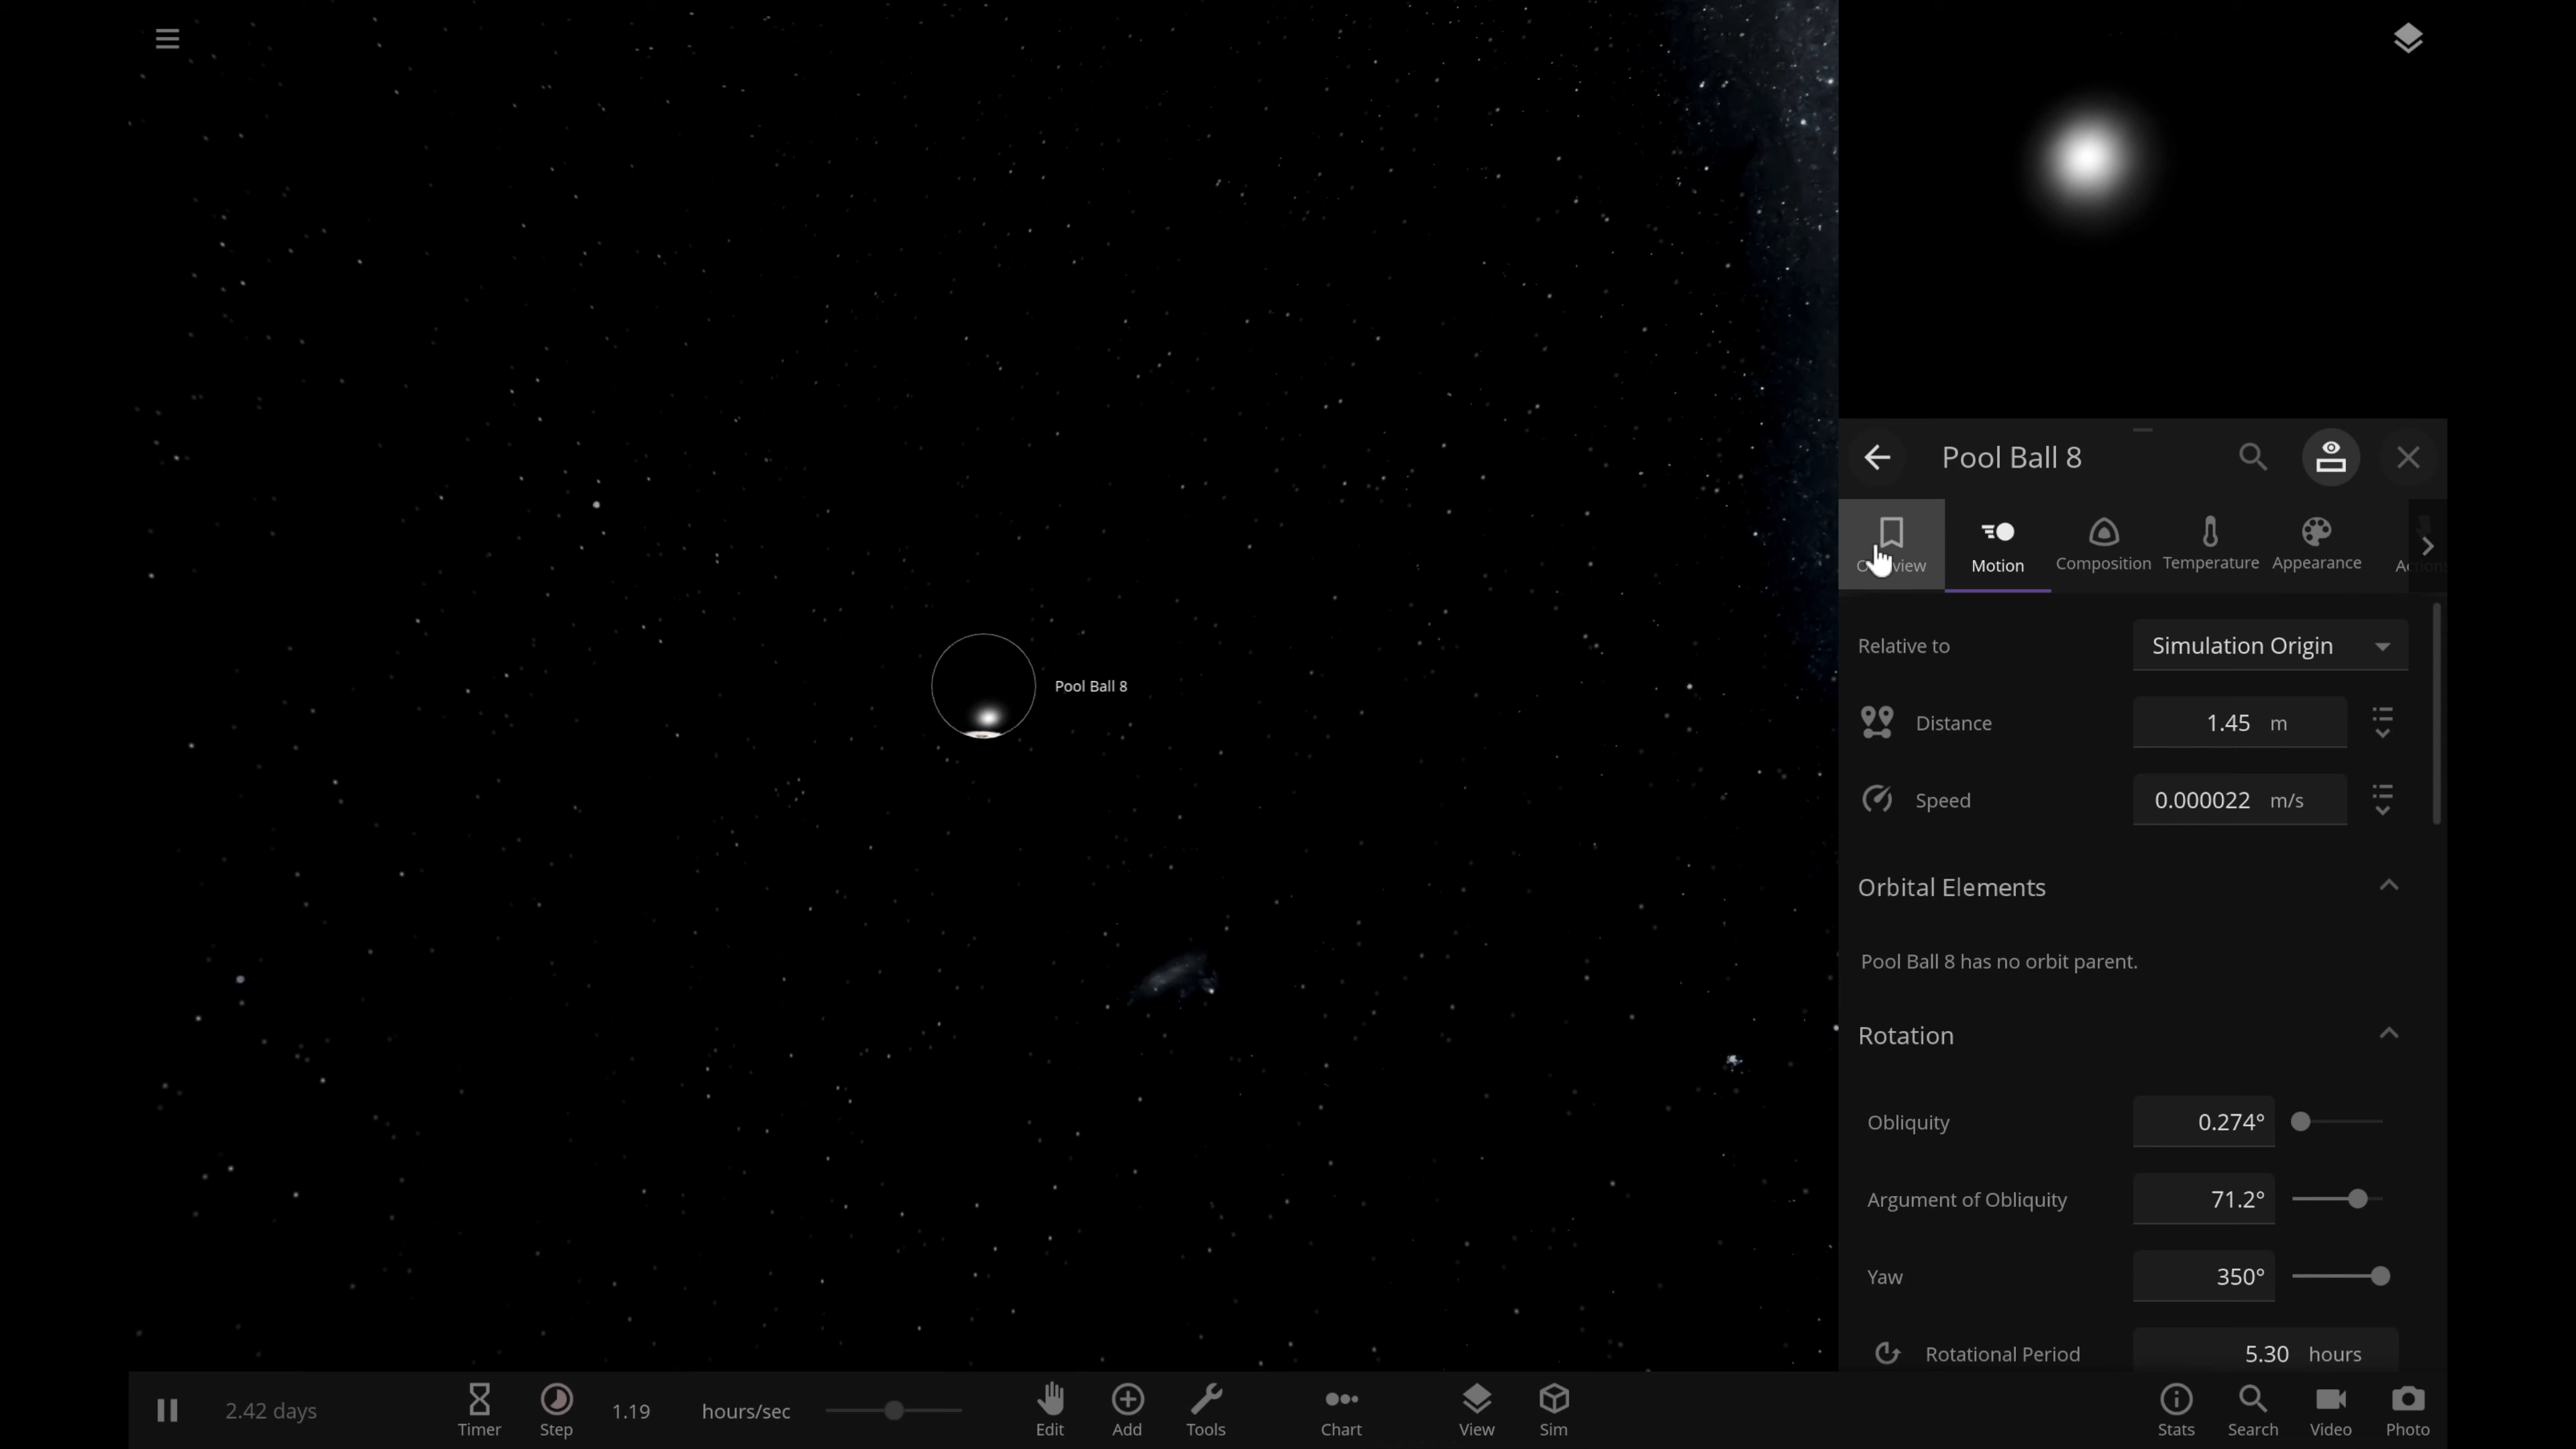 Pool Ball 8
Pool Ball 8
Overview
Motion
Composition
Temperature
Appearance
Relative to
Simulation Origin
Distance
1.45 m
Speed
0.000022 m/s
Orbital Elements
Pool Ball 8 has no orbit parent.
Rotation
Obliquity
0.274°
Argument of Obliquity
71.2°
Yaw
350°
Rotational Period
5.30 hours
2.42 days
Timer
Step
1.19 hours/sec
Edit
Add
Tools
Chart
View
Sim
Stats
Search
Video
Photo